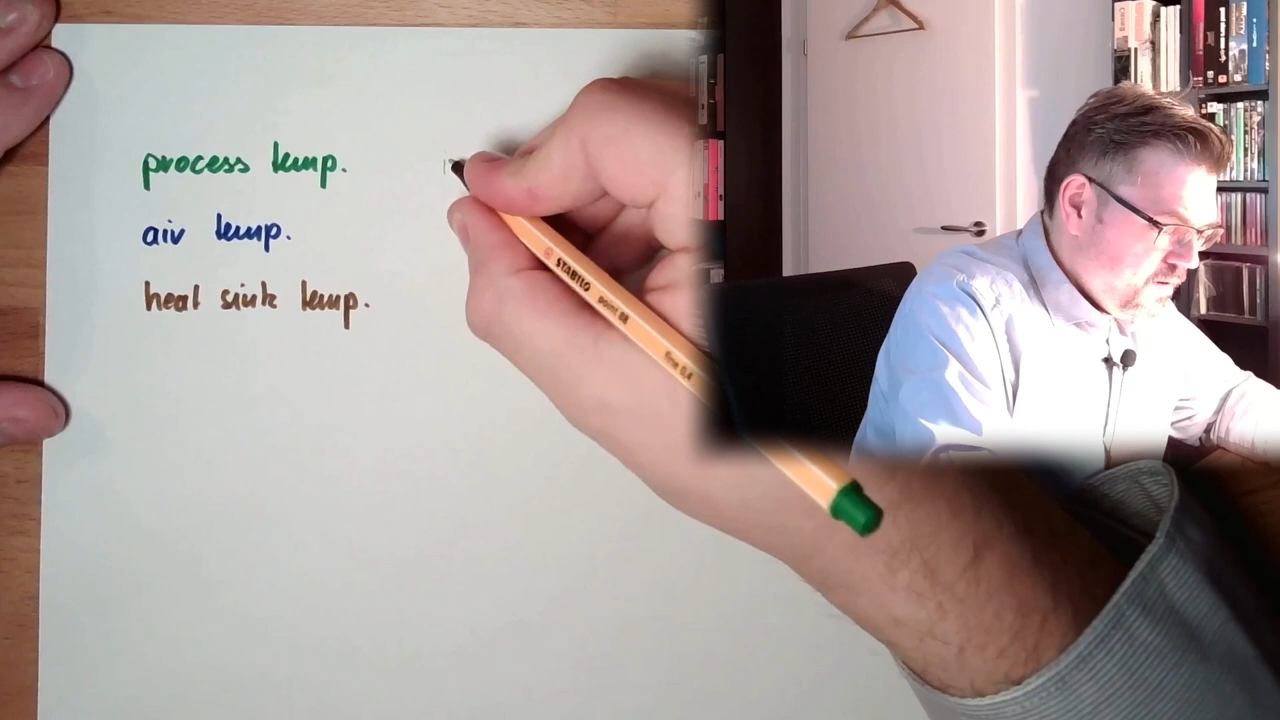 process temp.
air temp.
heat sink temp.
STABILO point 88 fine 0.4